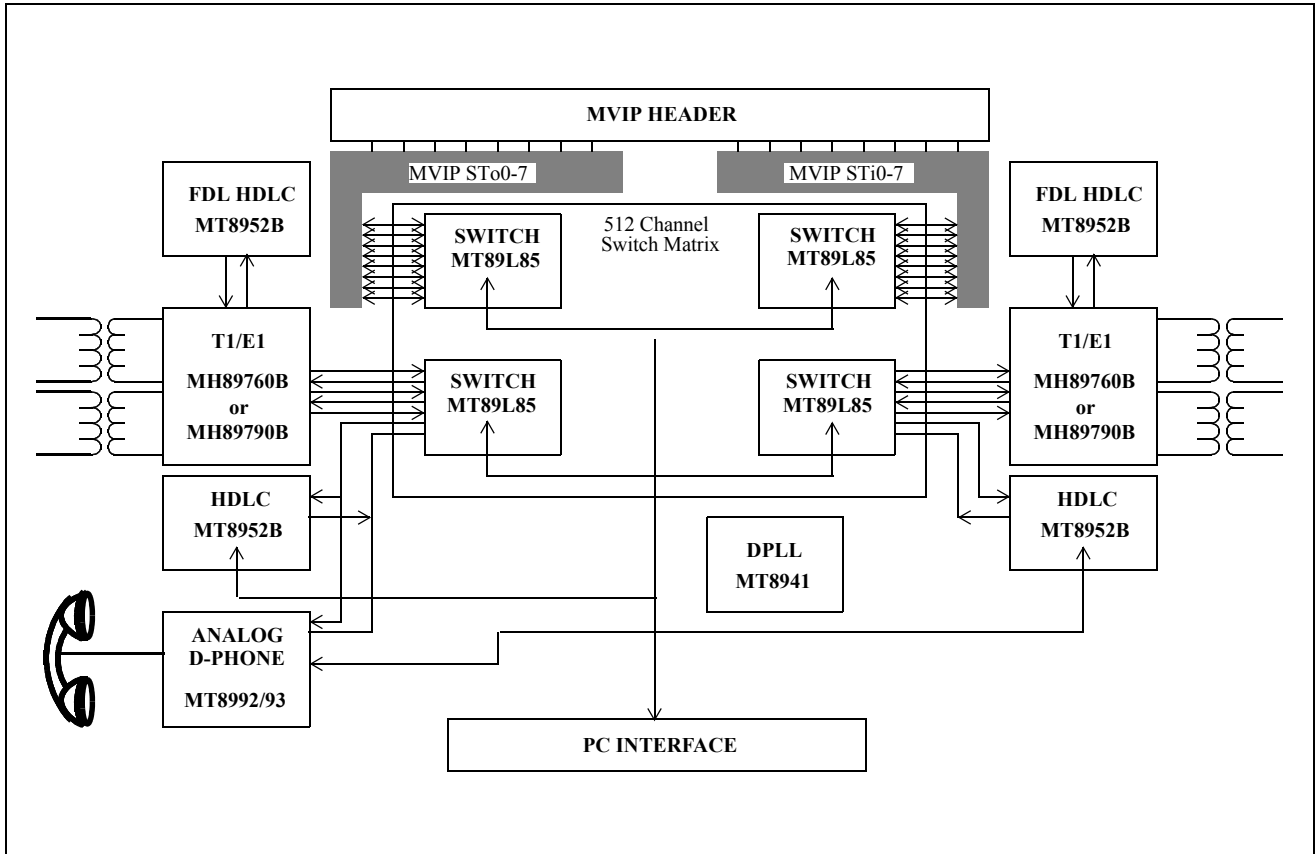 MVIP HEADER
MVIP STo0-7
MVIP STi0-7
FDL HDLC
MT8952B
512 Channel
Switch Matrix
SWITCH
MT89L85
SWITCH
MT89L85
FDL HDLC
MT8952B
T1/E1
MH89760B
or
MH89790B
SWITCH
MT89L85
SWITCH
MT89L85
T1/E1
MH89760B
or
MH89790B
HDLC
MT8952B
DPLL
MT8941
HDLC
MT8952B
ANALOG
D-PHONE
MT8992/93
PC INTERFACE